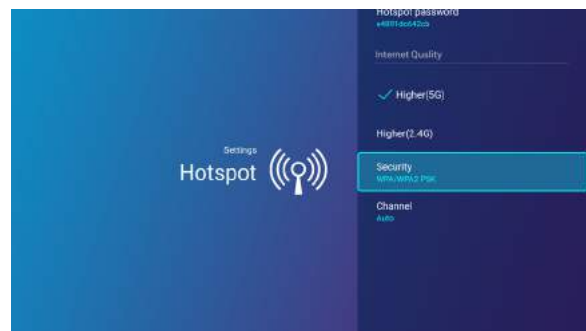 Hotspot password
Internet Quality
Higher(5G)
Higher(2.4G)
Settings
Hotspot
Security
WPA/WPA2 PSK
Channel
Auto